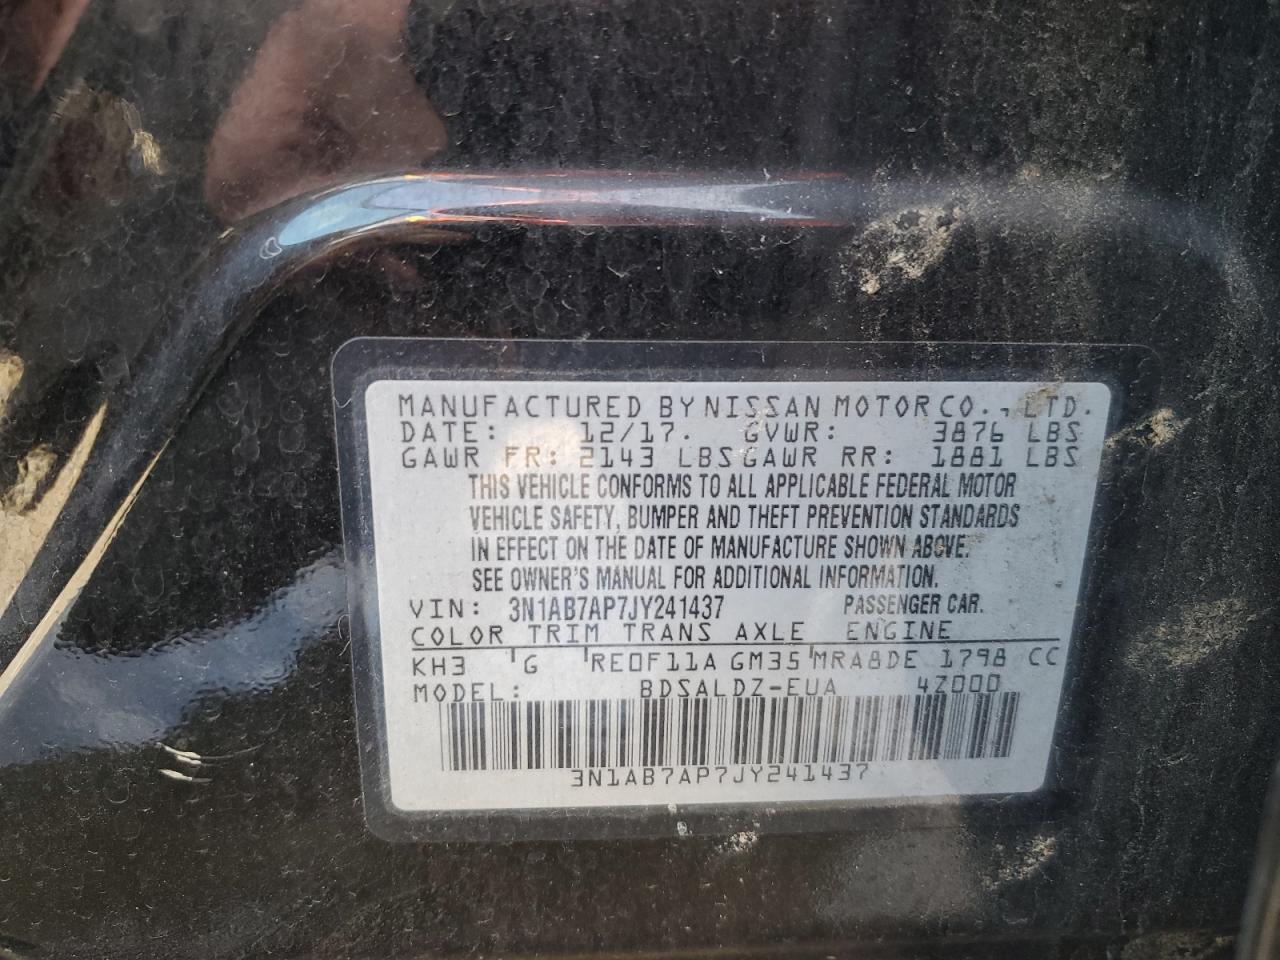 MANUFACTURED BY NISSAN MOTOR CO., LTD.
DATE: 12/17. GVWR: 3876 LBS
GAWR FR: 2143 LBS GAWR RR: 1881 LBS
THIS VEHICLE CONFORMS TO ALL APPLICABLE FEDERAL MOTOR
VEHICLE SAFETY, BUMPER AND THEFT PREVENTION STANDARDS
IN EFFECT ON THE DATE OF MANUFACTURE SHOWN ABOVE.
SEE OWNER'S MANUAL FOR ADDITIONAL INFORMATION.
VIN: 3N1AB7AP7JY241437 PASSENGER CAR.
COLOR TRIM TRANS AXLE ENGINE
KH3 'G 'RE0F11A GM35'MRA8DE 1798 CC
MODEL: BDSALDZ-EUA 4Z000
3N1AB7AP7JY241437